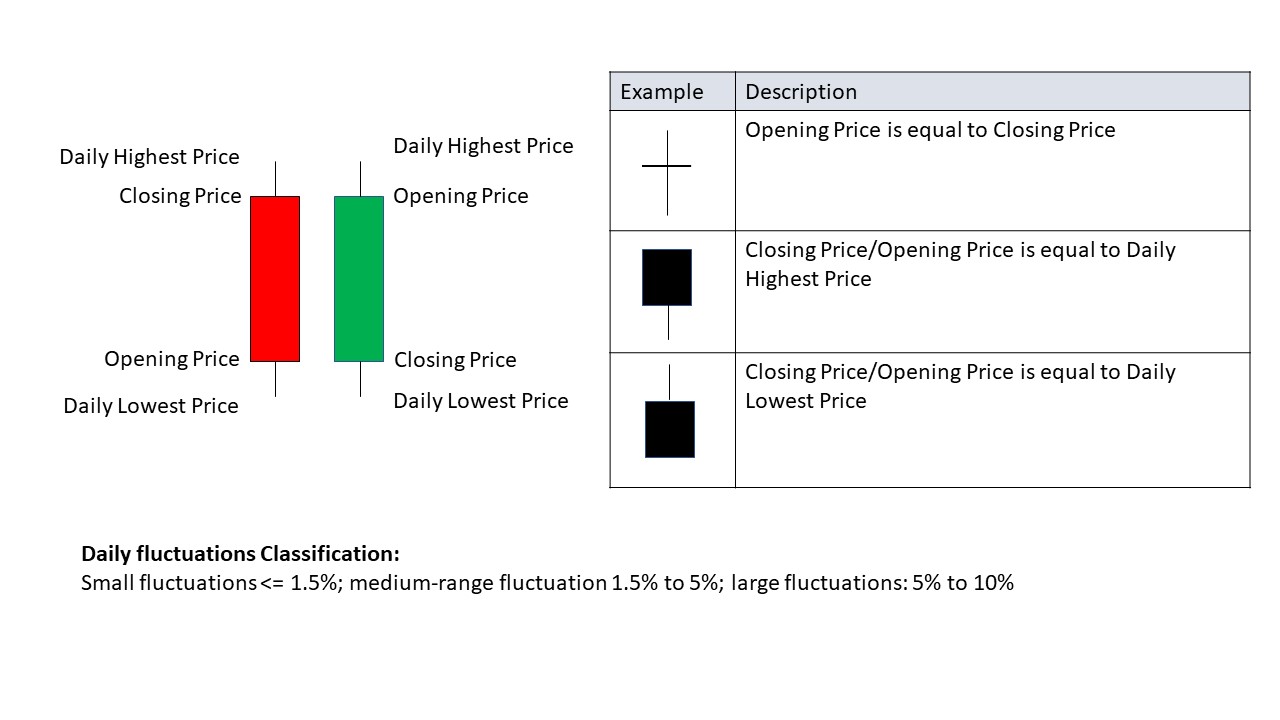 Daily Highest Price
Closing Price
Opening Price
Daily Lowest Price
Daily Highest Price
Opening Price
Closing Price
Daily Lowest Price
Example
Description
Opening Price is equal to Closing Price
Closing Price/Opening Price is equal to Daily
Highest Price
Closing Price/Opening Price is equal to Daily
Lowest Price
Daily fluctuations Classification:
Small fluctuations <= 1.5%; medium-range fluctuation 1.5% to 5%; large fluctuations: 5% to 10%